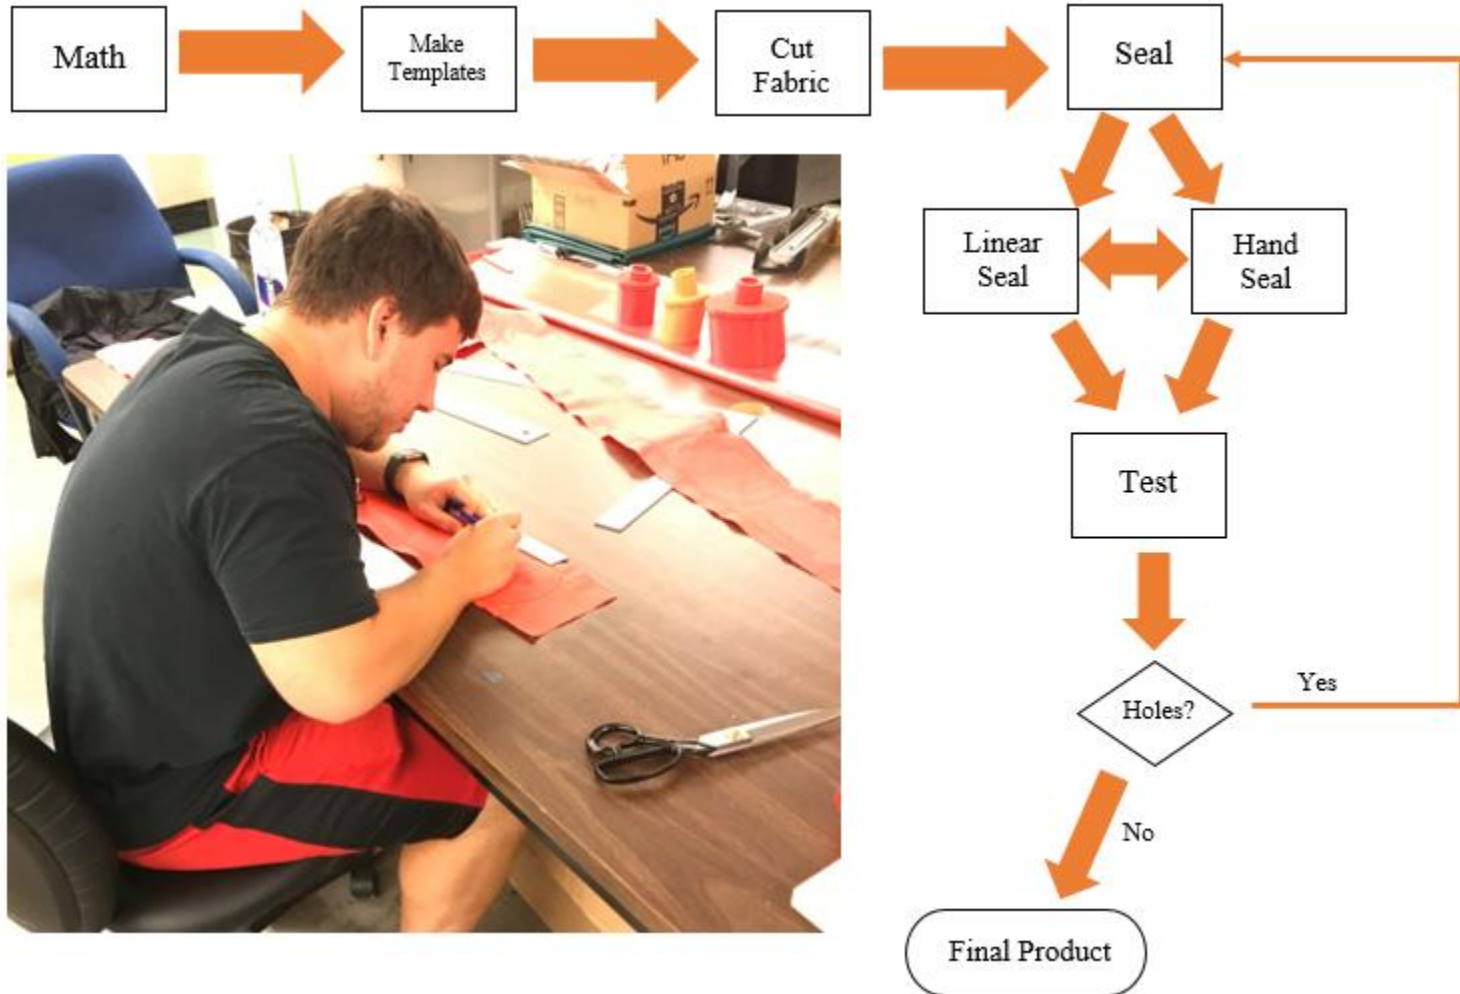 Math
Make
Templates
Cut
Fabric
Seal
Linear
Seal
Hand
Seal
Test
Holes?
Yes
No
Final Product